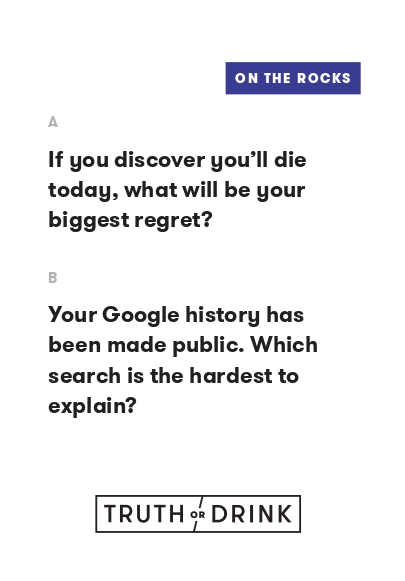 ON THE ROCKS
A
If you discover you’ll die
today, what will be your
biggest regret?
B
Your Google history has
been made public. Which
search is the hardest to
explain?
TRUTH OR DRINK